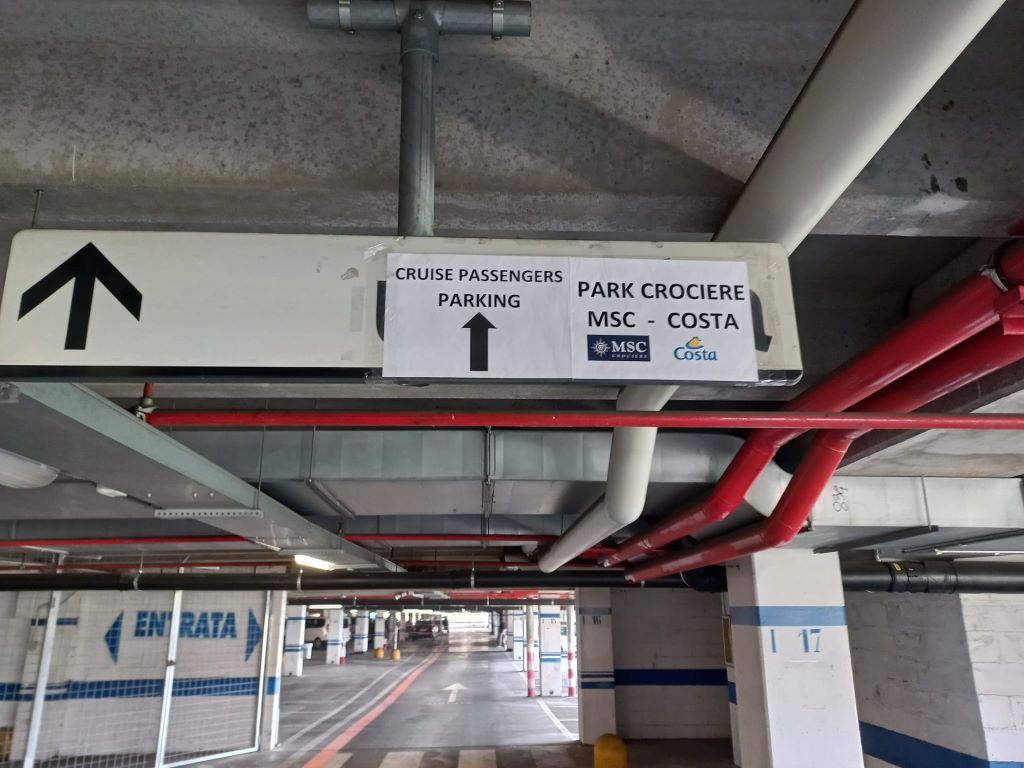 CRUISE PASSENGERS
PARKING
PARK CROCIERE
MSC - COSTA
MSC
CROCIERE
Costa
ENTRATA
I 16
I 17